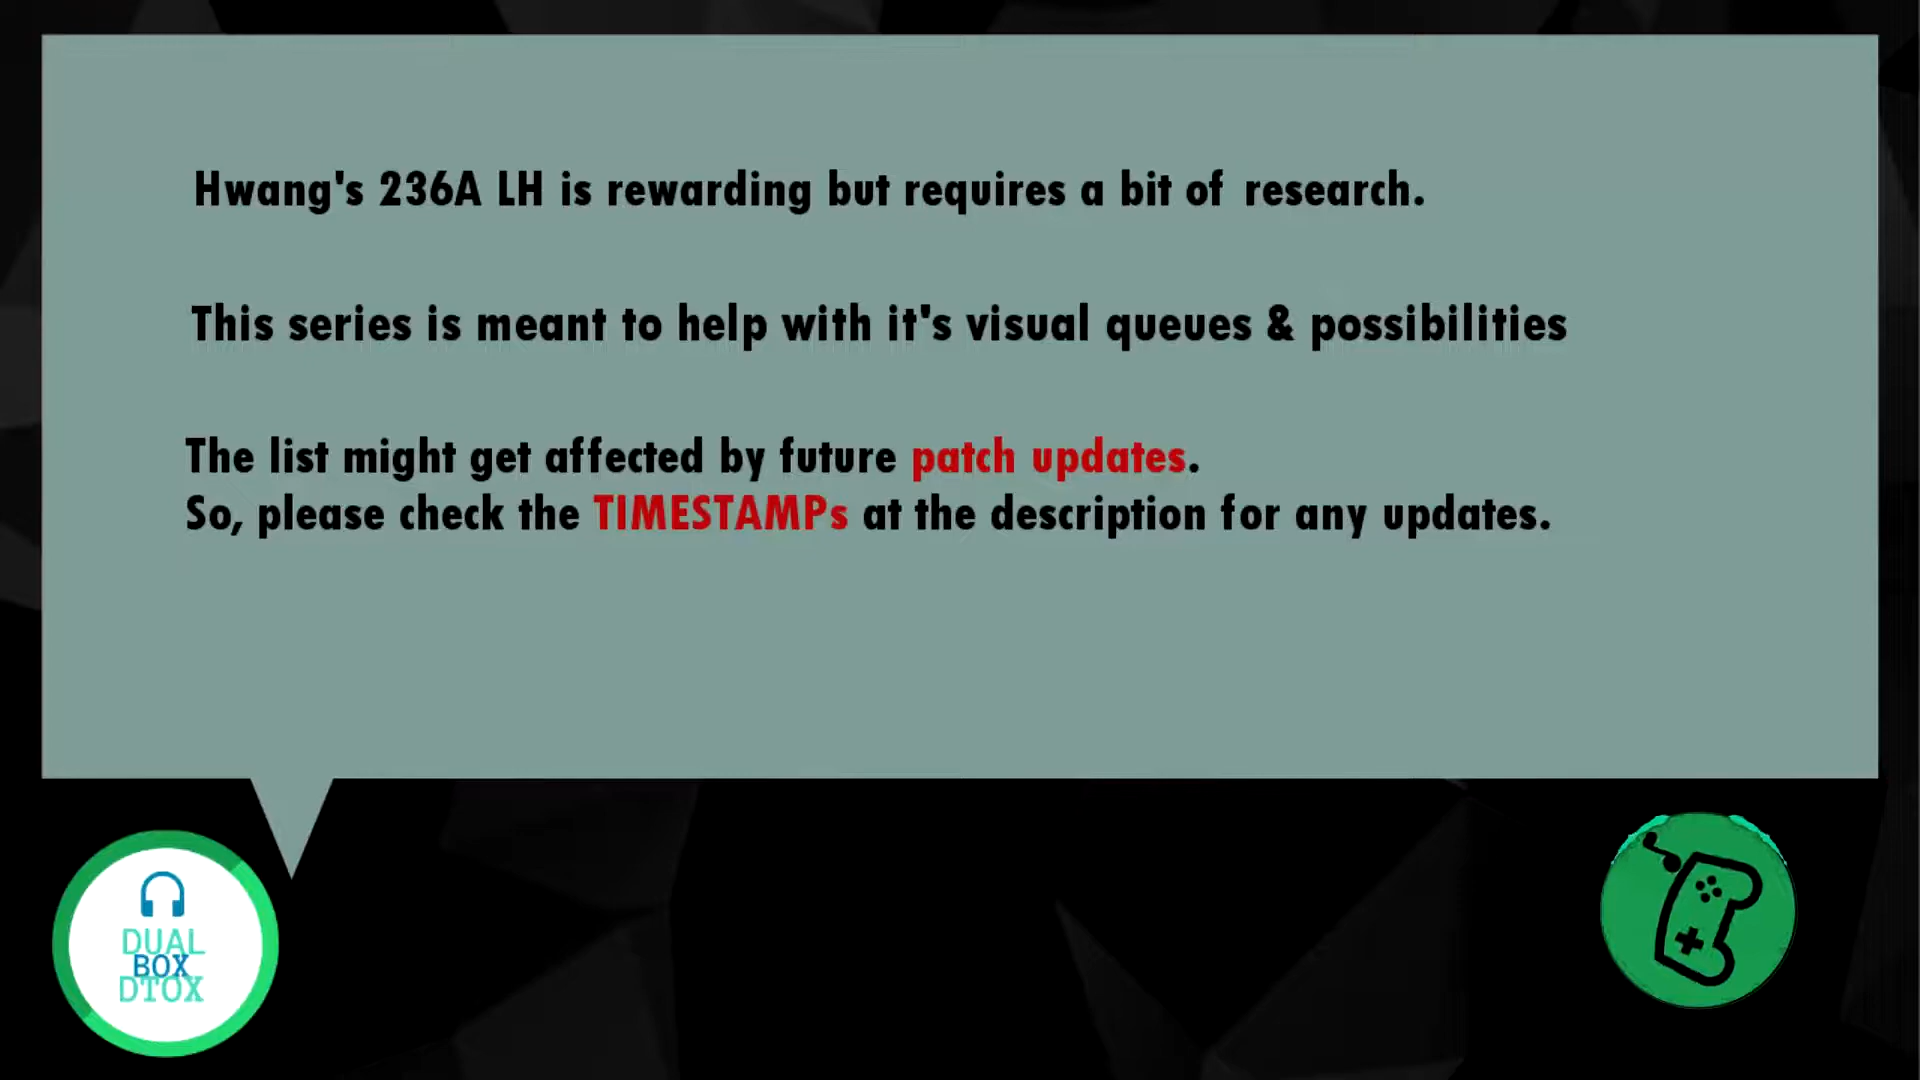 Hwang's 236A LH is rewarding but requires a bit of research.
This series is meant to help with it's visual queues & possibilities
The list might get affected by future patch updates.
So, please check the TIMESTAMPs at the description for any updates.
DUAL
BOX
DTOX